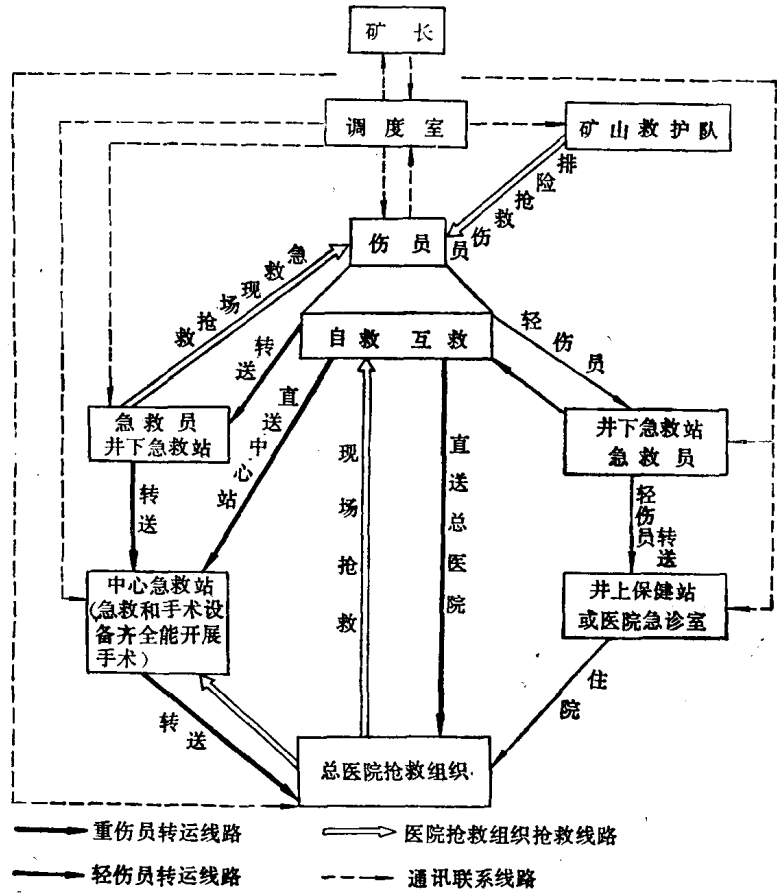 矿长
调度室
矿山救护队
排险抢救伤员
伤员
急救现场抢救
自救 互救
轻伤员
转送
直送中心站
急救员
井下急救站
井下急救站
急救员
现场抢救
直送总医院
转送
轻伤员
转送
中心急救站
(急救和手术设
备齐全能开展
手术)
井上保健站
或医院急诊室
转送
住院
总医院抢救组织
重伤员转运线路
医院抢救组织抢救线路
轻伤员转运线路
通讯联系线路